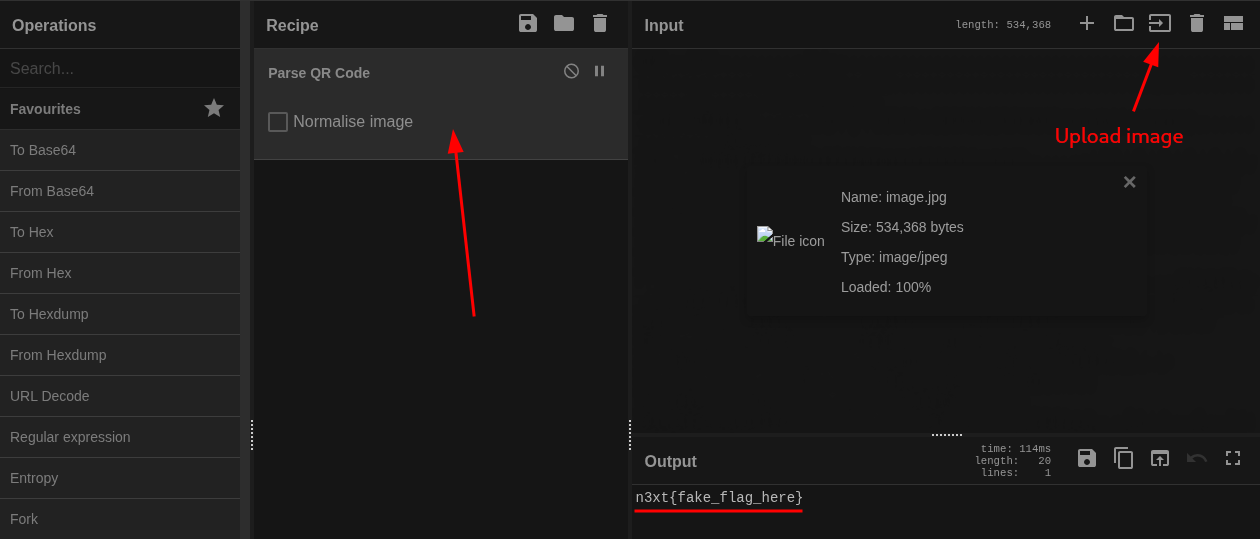 Operations
Search...
Favourites
To Base64
From Base64
To Hex
From Hex
To Hexdump
From Hexdump
URL Decode
Regular expression
Entropy
Fork
Recipe
Parse QR Code
Normalise image
Input
length: 534,368
Upload image
File icon
Name: image.jpg
Size: 534,368 bytes
Type: image/jpeg
Loaded: 100%
Output
time: 114ms
length: 20
lines: 1
n3xt{fake_flag_here}